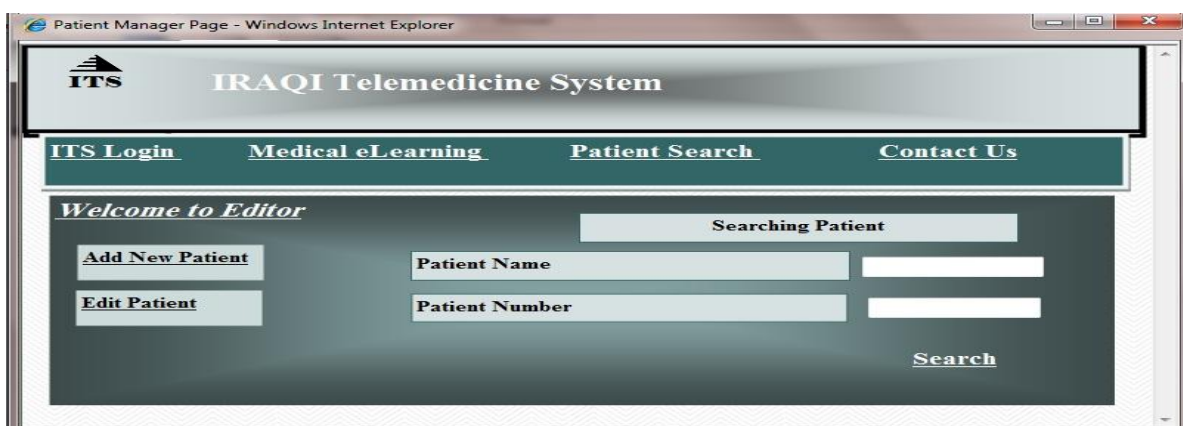 Patient Manager Page - Windows Internet Explorer
ITS
IRAQI Telemedicine System
ITS Login Medical eLearning Patient Search Contact Us
Welcome to Editor
Searching Patient
Add New Patient
Patient Name
Edit Patient
Patient Number
Search